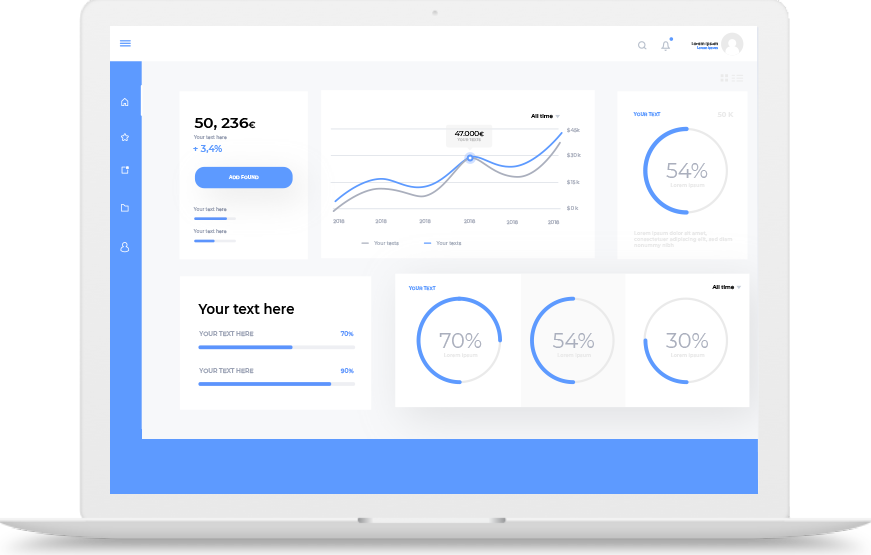 Lorem ipsum
Lorem ipsum
50, 236€
Your text here
+ 3,4%
ADD FOUND
Your text here
Your text here
All time
47.000€
Your texts
$ 45k
$ 30k
$ 15k
$ 0 k
2018 2018 2018 2018 2018 2018
Your texts Your texts
YOUR TEXT 50 K
54%
Lorem ipsum
Lorem ipsum dolor sit amet,
consectetuer adipiscing elit, sed diam
nonummy nibh
Your text here
YOUR TEXT HERE 70%
YOUR TEXT HERE 90%
YOUR TEXT All time
70% 54% 30%
Lorem ipsum Lorem ipsum Lorem ipsum